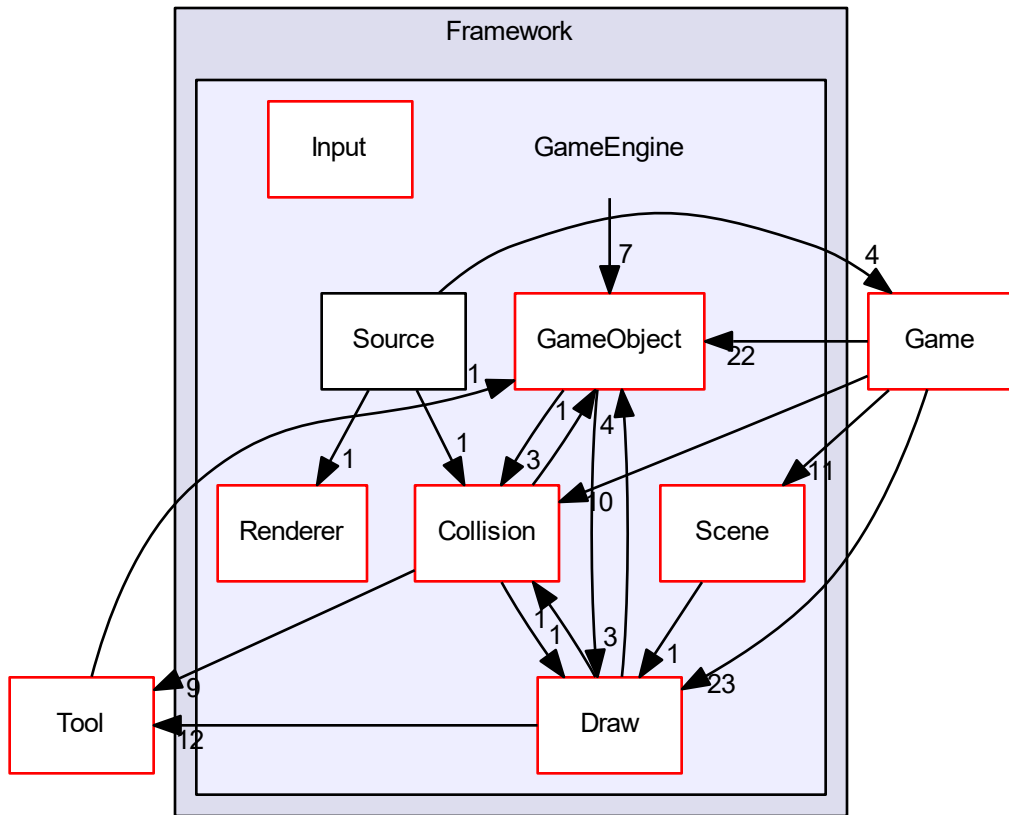 Framework
Input
GameEngine
7
4
Source
GameObject
Game
22
1
1
4
1
3
1
11
10
Renderer
Collision
Scene
1
1
3
1
9
23
12
Tool
Draw